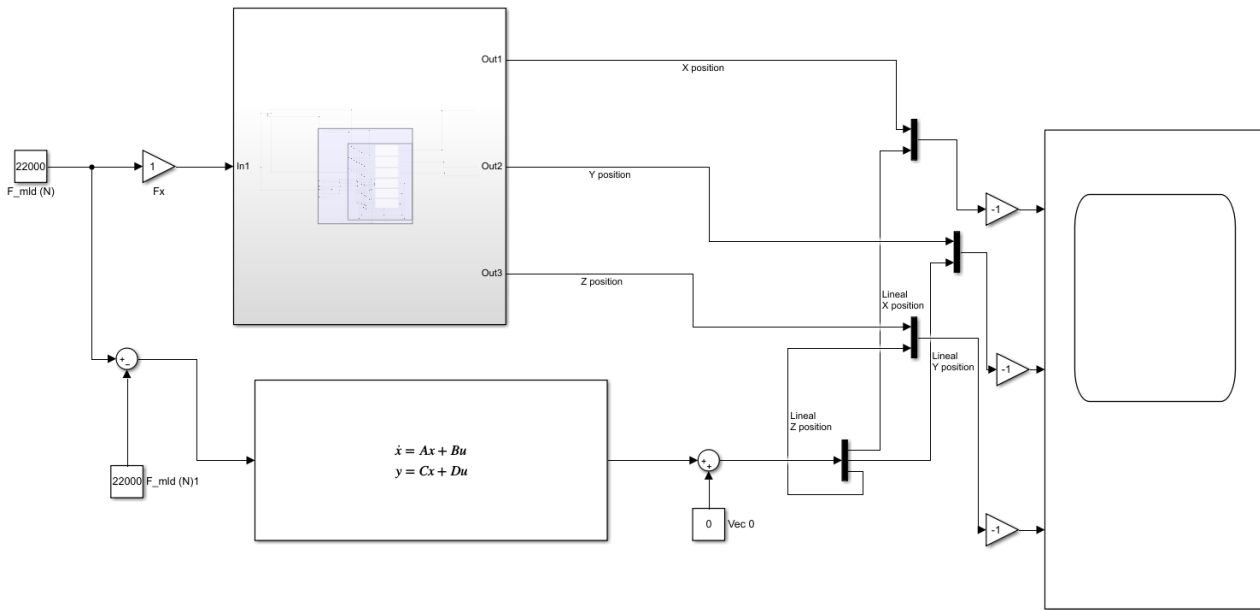 Out1
X position
22000
F_mld (N)
1
Fx
In1
Out2
Y position
-1
Out3
Z position
Lineal
X position
+
-
Lineal
Y position
-1
Lineal
Z position
ẋ = Ax + Bu
y = Cx + Du
+
+
22000
F_mld (N)1
0
Vec 0
-1